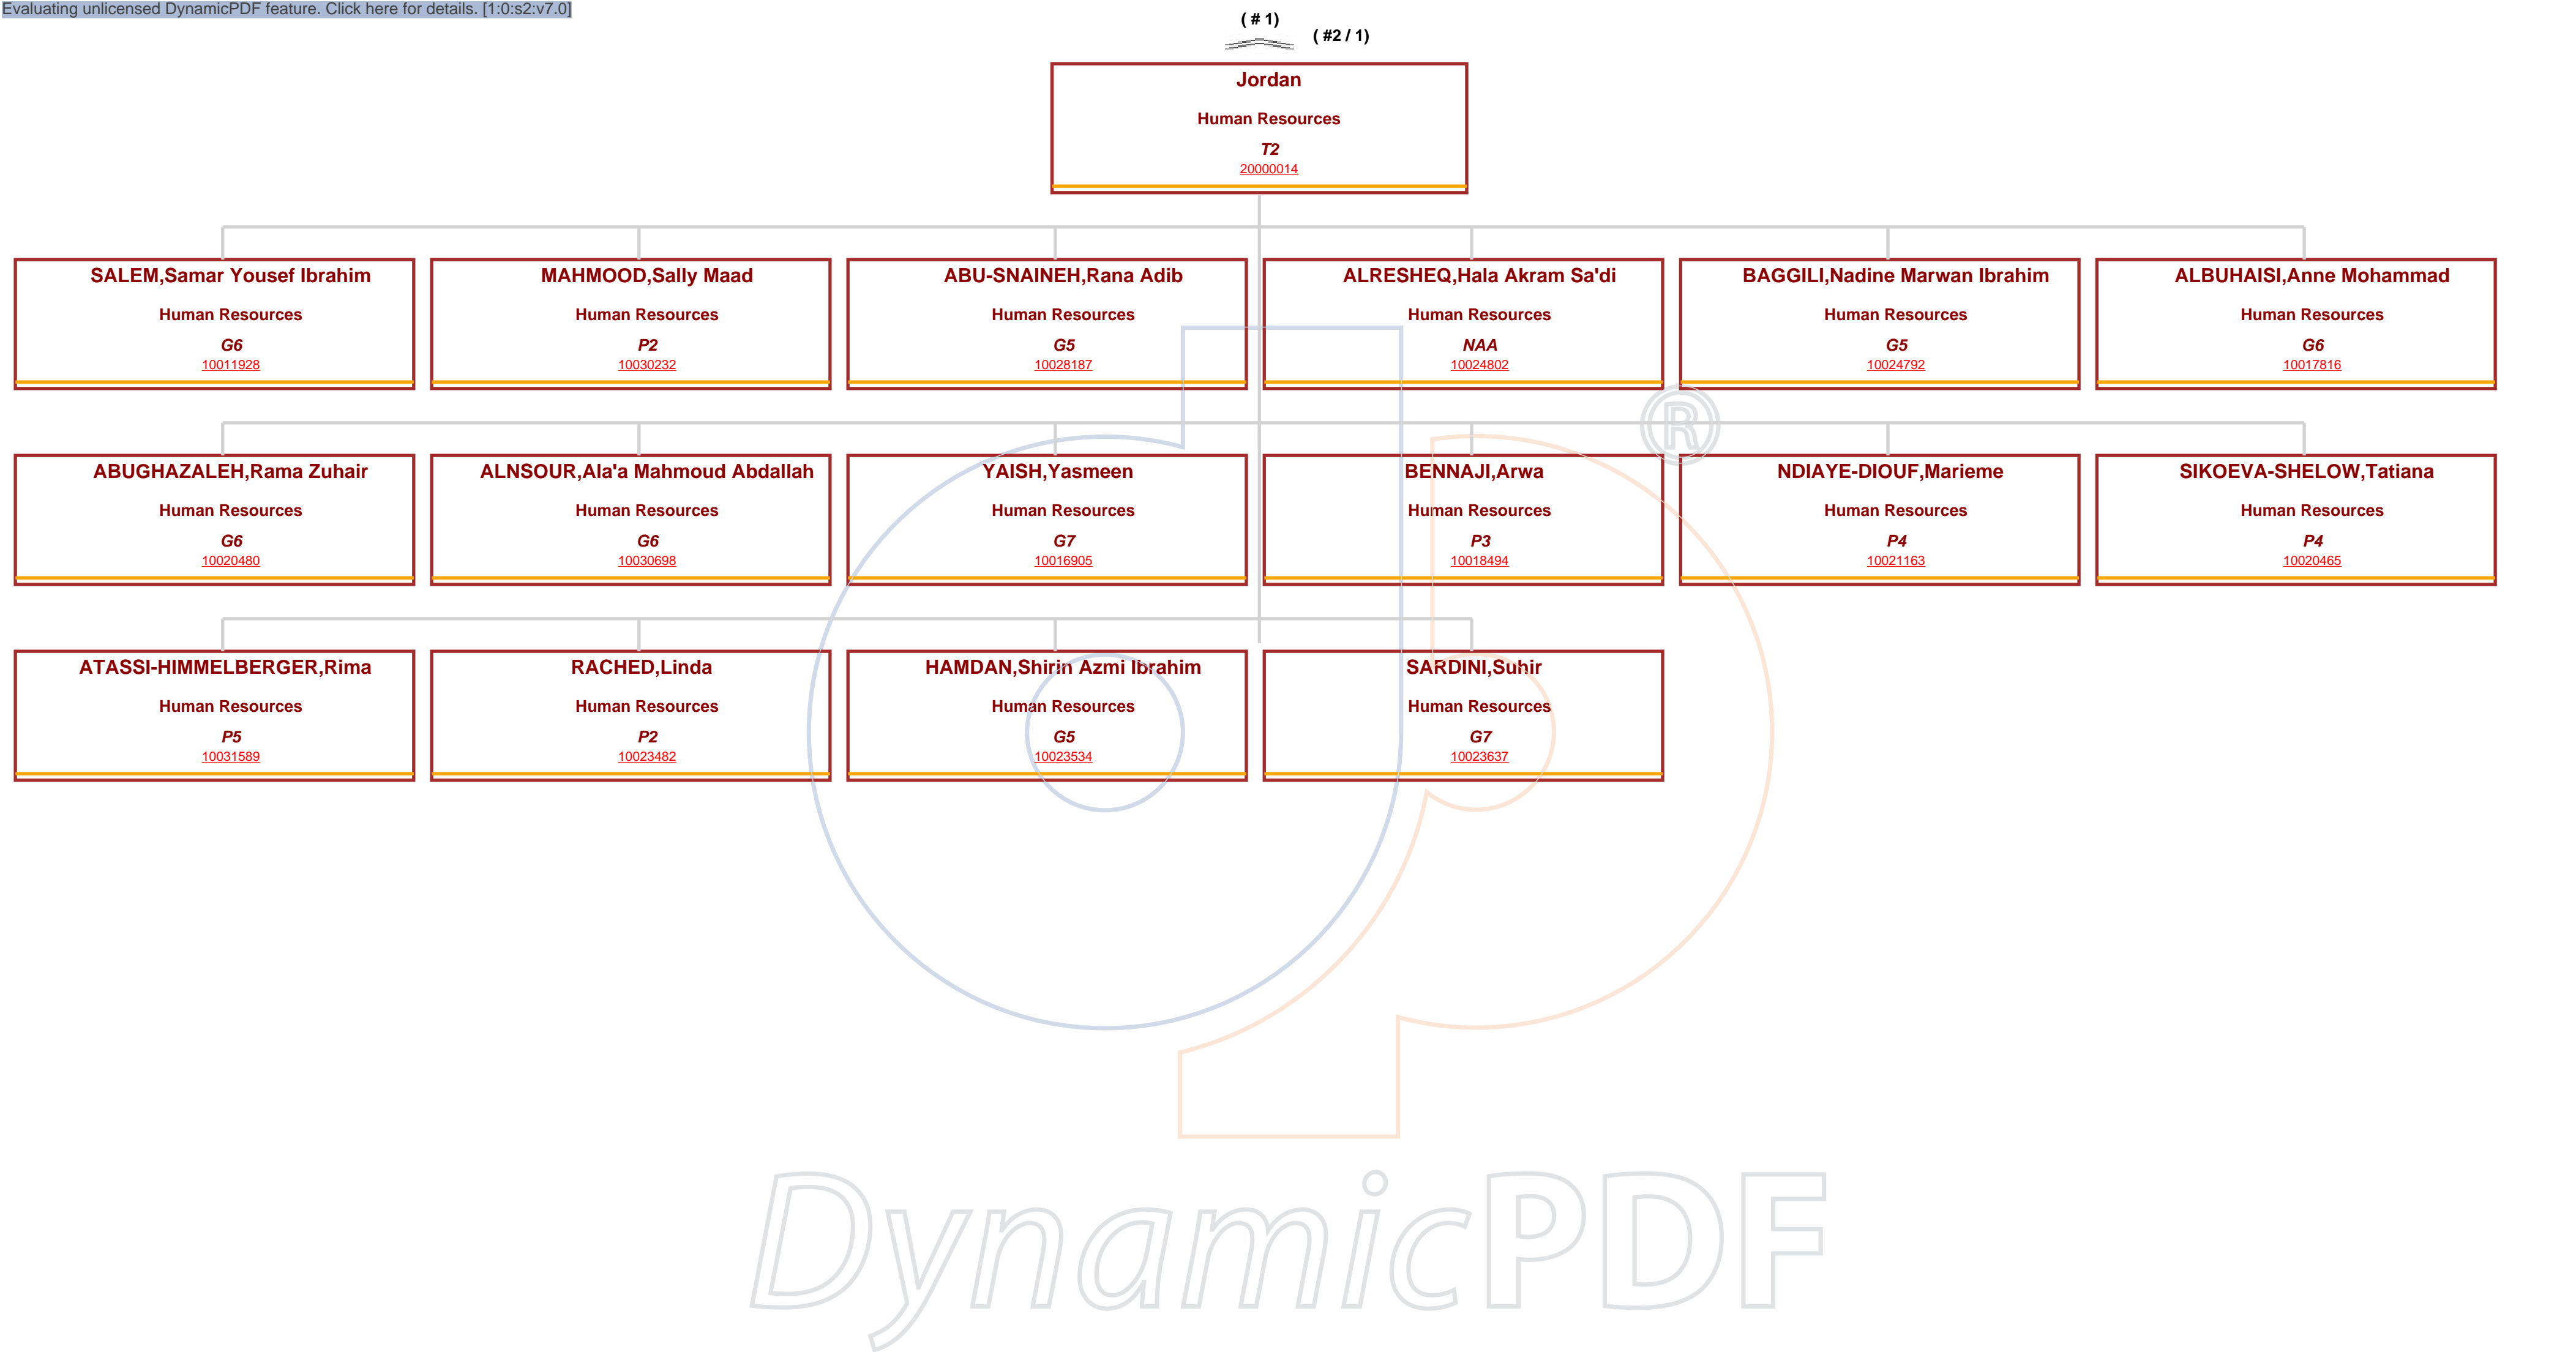 Evaluating unlicensed DynamicPDF feature. Click here for details. [1:0:s2:v7.0]
( # 1)
( #2 / 1)
Jordan
Human Resources
T2
20000014
SALEM,Samar Yousef Ibrahim
Human Resources
G6
10011928
MAHMOOD,Sally Maad
Human Resources
P2
10030232
ABU-SNAINEH,Rana Adib
Human Resources
G5
10028187
ALRESHEQ,Hala Akram Sa'di
Human Resources
NAA
10024802
BAGGILI,Nadine Marwan Ibrahim
Human Resources
G5
10024792
ALBUHAISI,Anne Mohammad
Human Resources
G6
10017816
ABUGHAZALEH,Rama Zuhair
Human Resources
G6
10020480
ALNSOUR,Ala'a Mahmoud Abdallah
Human Resources
G6
10030698
YAISH,Yasmeen
Human Resources
G7
10016905
BENNAJI,Arwa
Human Resources
P3
10018494
NDIAYE-DIOUF,Marieme
Human Resources
P4
10021163
SIKOEVA-SHELOW,Tatiana
Human Resources
P4
10020465
ATASSI-HIMMELBERGER,Rima
Human Resources
P5
10031589
RACHED,Linda
Human Resources
P2
10023482
HAMDAN,Shirin Azmi Ibrahim
Human Resources
G5
10023534
SARDINI,Suhir
Human Resources
G7
10023637
®
DynamicPDF